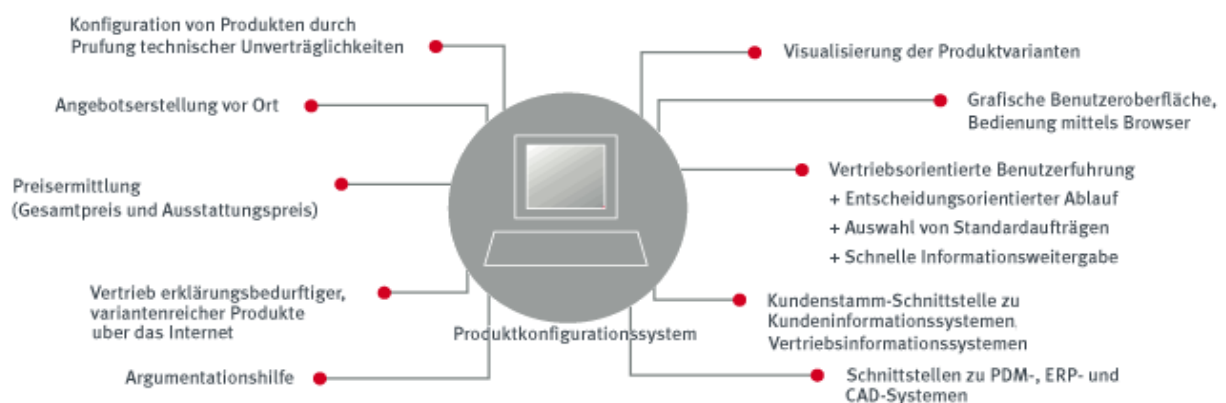 Konfiguration von Produkten durch
Prufung technischer Unverträglichkeiten
Angebotserstellung vor Ort
Preisermittlung
(Gesamtpreis und Ausstattungspreis)
Vertrieb erklärungsbedurftiger,
variantenreicher Produkte
uber das Internet
Argumentationshilfe
Produktkonfigurationssystem
Visualisierung der Produktvarianten
Grafische Benutzeroberfläche,
Bedienung mittels Browser
Vertriebsorientierte Benutzerfuhrung
+ Entscheidungsorientierter Ablauf
+ Auswahl von Standardaufträgen
+ Schnelle Informationsweitergabe
Kundenstamm-Schnittstelle zu
Kundeninformationssystemen,
Vertriebsinformationssystemen
Schnittstellen zu PDM-, ERP- und
CAD-Systemen